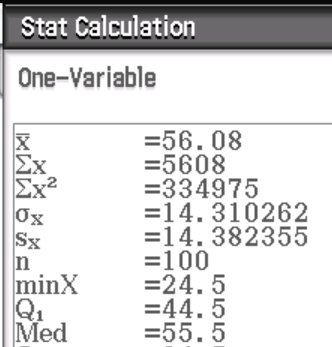 Stat Calculation
One-Variable
x̄ =56.08
Σx =5608
Σx² =334975
σx =14.310262
sx =14.382355
n =100
minX =24.5
Q₁ =44.5
Med =55.5